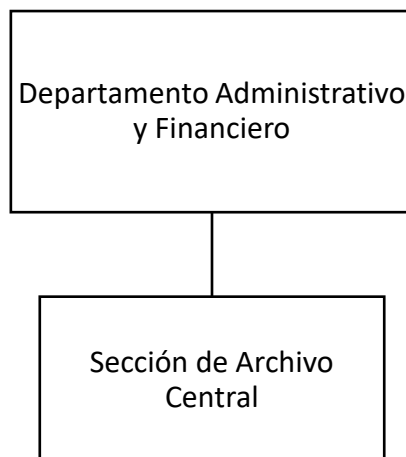 Departamento Administrativo
y Financiero
Sección de Archivo
Central